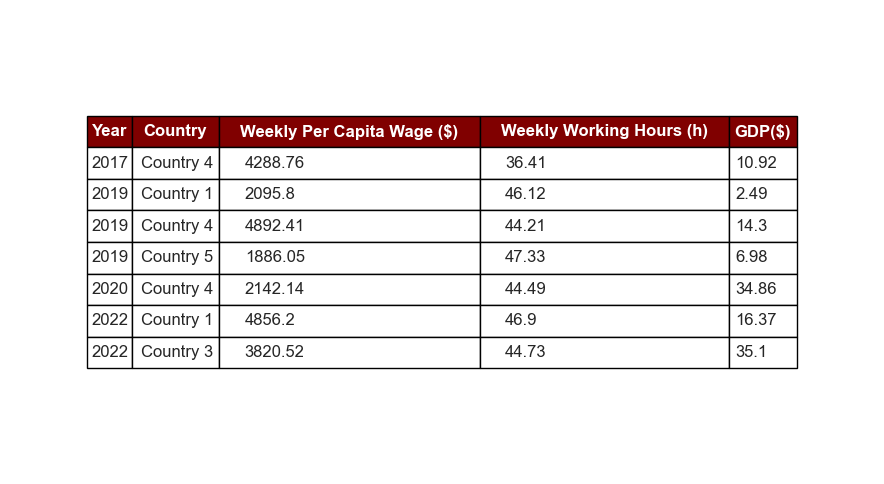 Year Country Weekly Per Capita Wage ($) Weekly Working Hours (h) GDP($)
2017 Country 4 4288.76 36.41 10.92
2019 Country 1 2095.8 46.12 2.49
2019 Country 4 4892.41 44.21 14.3
2019 Country 5 1886.05 47.33 6.98
2020 Country 4 2142.14 44.49 34.86
2022 Country 1 4856.2 46.9 16.37
2022 Country 3 3820.52 44.73 35.1